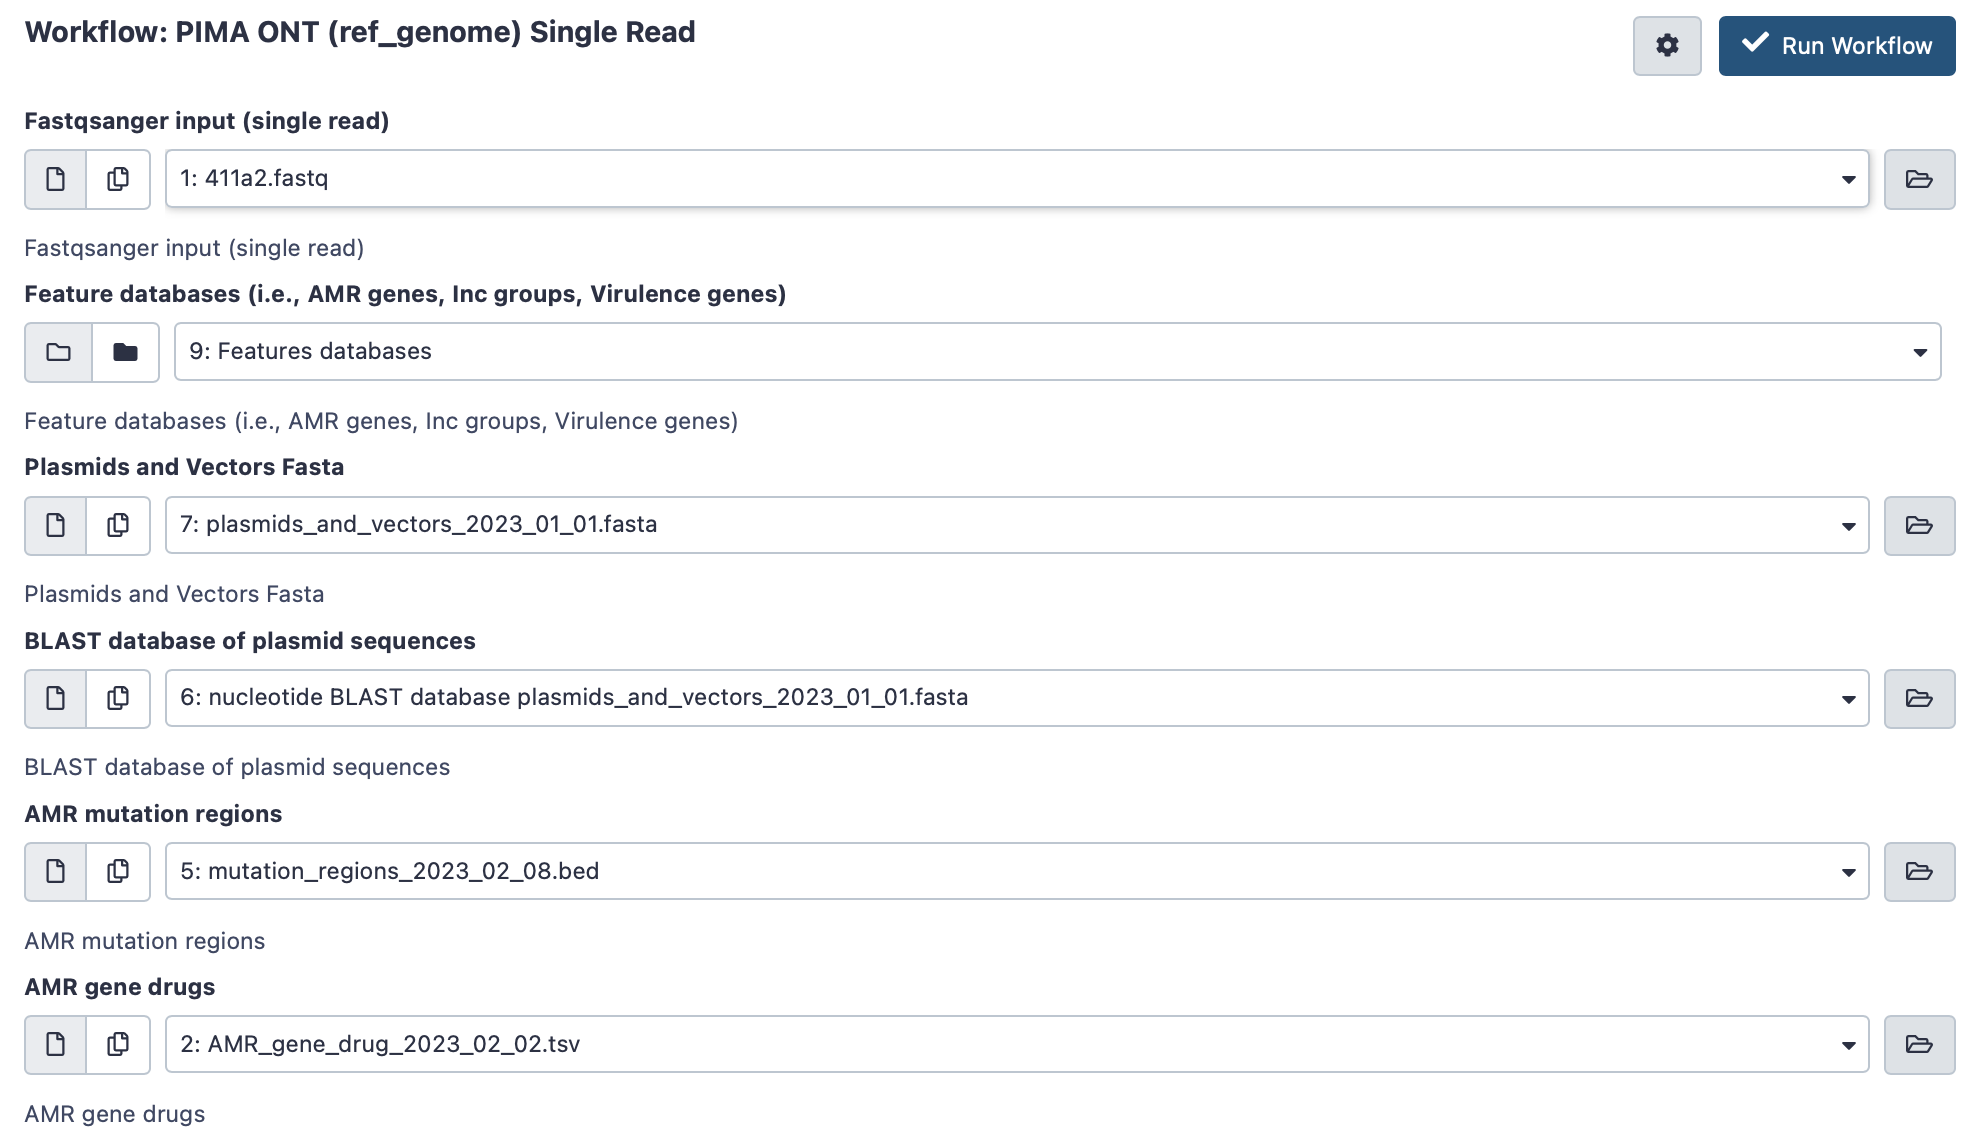 Workflow: PIMA ONT (ref_genome) Single Read
Run Workflow
Fastqsanger input (single read)
1: 411a2.fastq
Fastqsanger input (single read)
Feature databases (i.e., AMR genes, Inc groups, Virulence genes)
9: Features databases
Feature databases (i.e., AMR genes, Inc groups, Virulence genes)
Plasmids and Vectors Fasta
7: plasmids_and_vectors_2023_01_01.fasta
Plasmids and Vectors Fasta
BLAST database of plasmid sequences
6: nucleotide BLAST database plasmids_and_vectors_2023_01_01.fasta
BLAST database of plasmid sequences
AMR mutation regions
5: mutation_regions_2023_02_08.bed
AMR mutation regions
AMR gene drugs
2: AMR_gene_drug_2023_02_02.tsv
AMR gene drugs